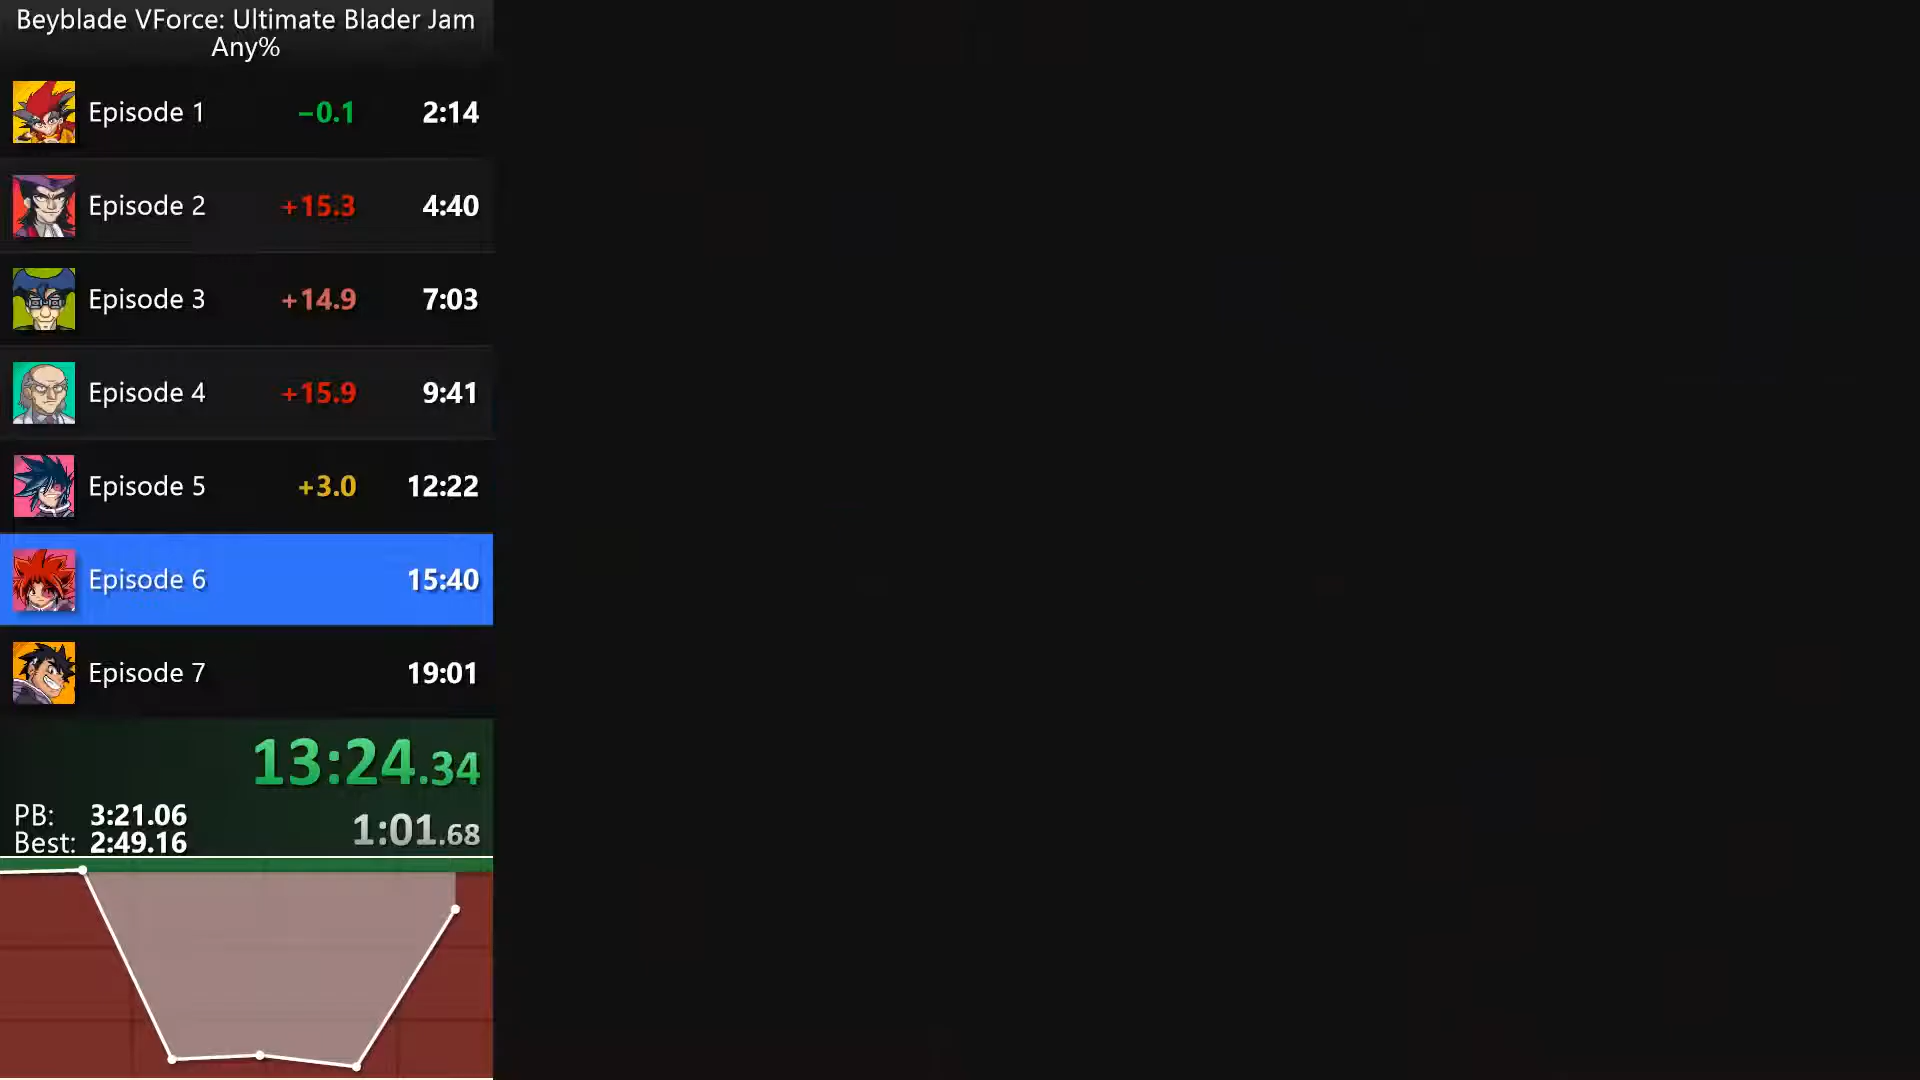 Beyblade VForce: Ultimate Blader Jam
Any%
Episode 1 −0.1 2:14
Episode 2 +15.3 4:40
Episode 3 +14.9 7:03
Episode 4 +15.9 9:41
Episode 5 +3.0 12:22
Episode 6 15:40
Episode 7 19:01
13:24.34
PB: 3:21.06
Best: 2:49.16
1:01.68